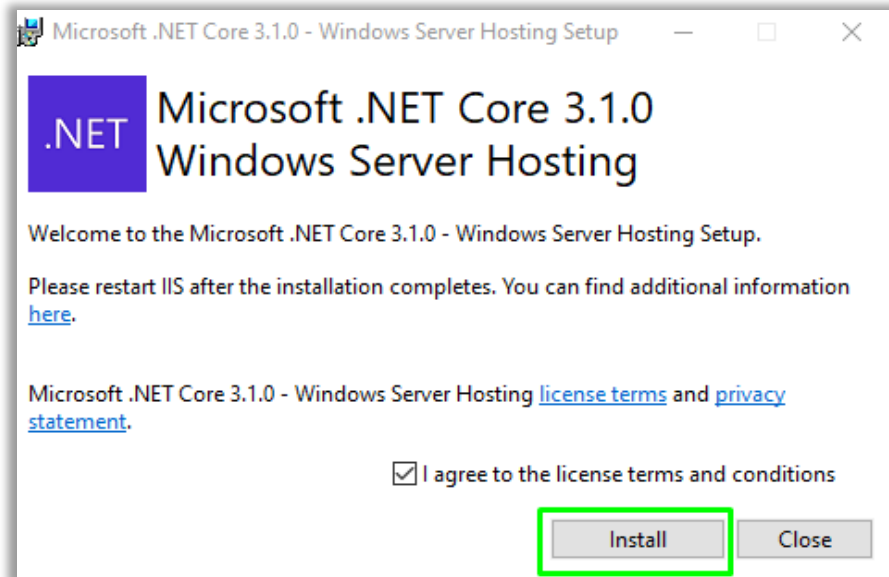 Microsoft .NET Core 3.1.0 - Windows Server Hosting Setup
.NET
Microsoft .NET Core 3.1.0
Windows Server Hosting
Welcome to the Microsoft .NET Core 3.1.0 - Windows Server Hosting Setup.
Please restart IIS after the installation completes. You can find additional information
here.
Microsoft .NET Core 3.1.0 - Windows Server Hosting license terms and privacy
statement.
I agree to the license terms and conditions
Install
Close